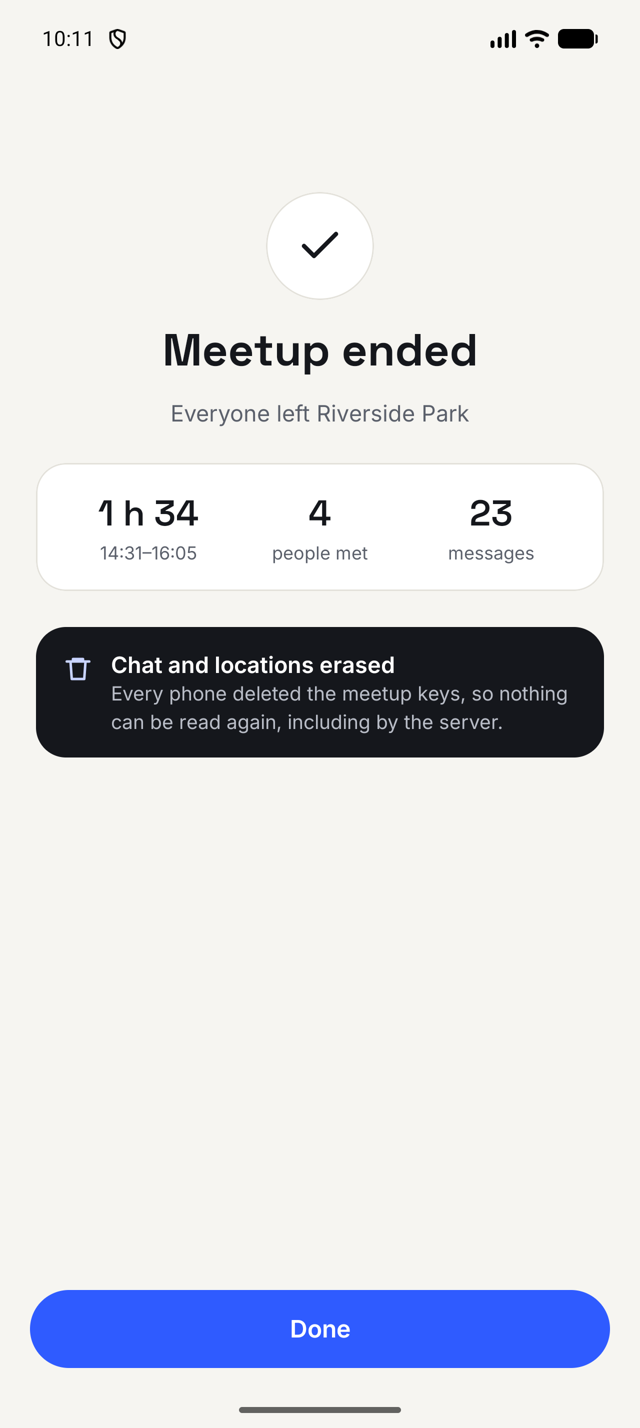 10:11
Meetup ended
Everyone left Riverside Park
1 h 34 4 23
14:31–16:05 people met messages
Chat and locations erased
Every phone deleted the meetup keys, so nothing
can be read again, including by the server.
Done